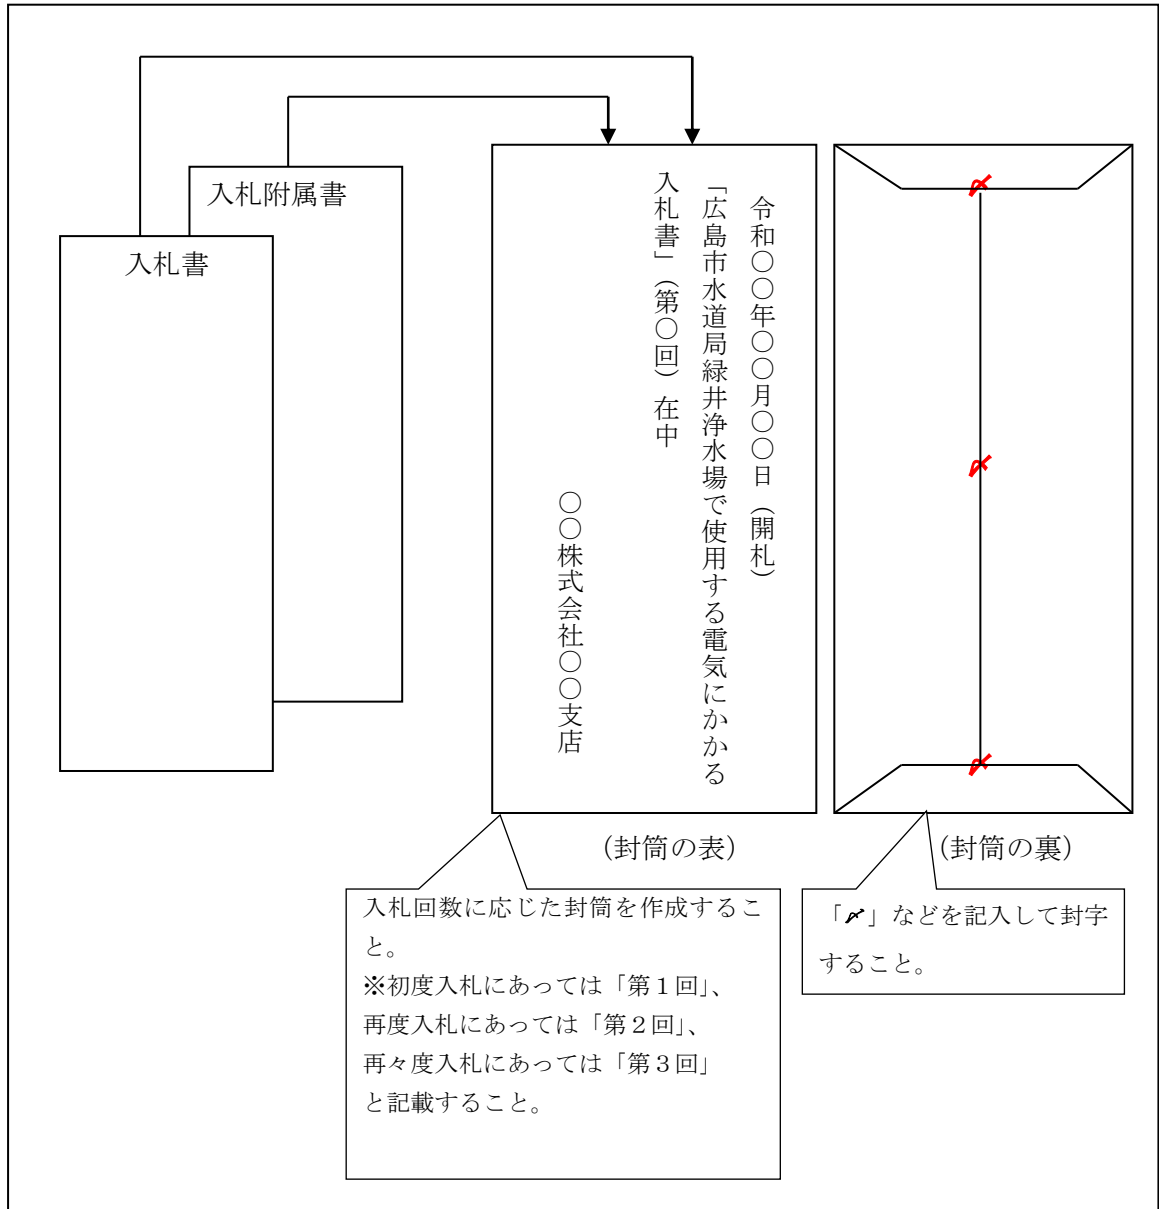 入札附属書
入札書
令和〇〇年〇〇月〇〇日（開札）
「広島市水道局緑井浄水場で使用する電気にかかる
入札書」（第〇回）在中
〇〇株式会社〇〇支店
〆
〆
〆
（封筒の表）
（封筒の裏）
入札回数に応じた封筒を作成するこ
と。
※初度入札にあっては「第１回」、
再度入札にあっては「第２回」、
再々度入札にあっては「第３回」
と記載すること。
「〆」などを記入して封字
すること。